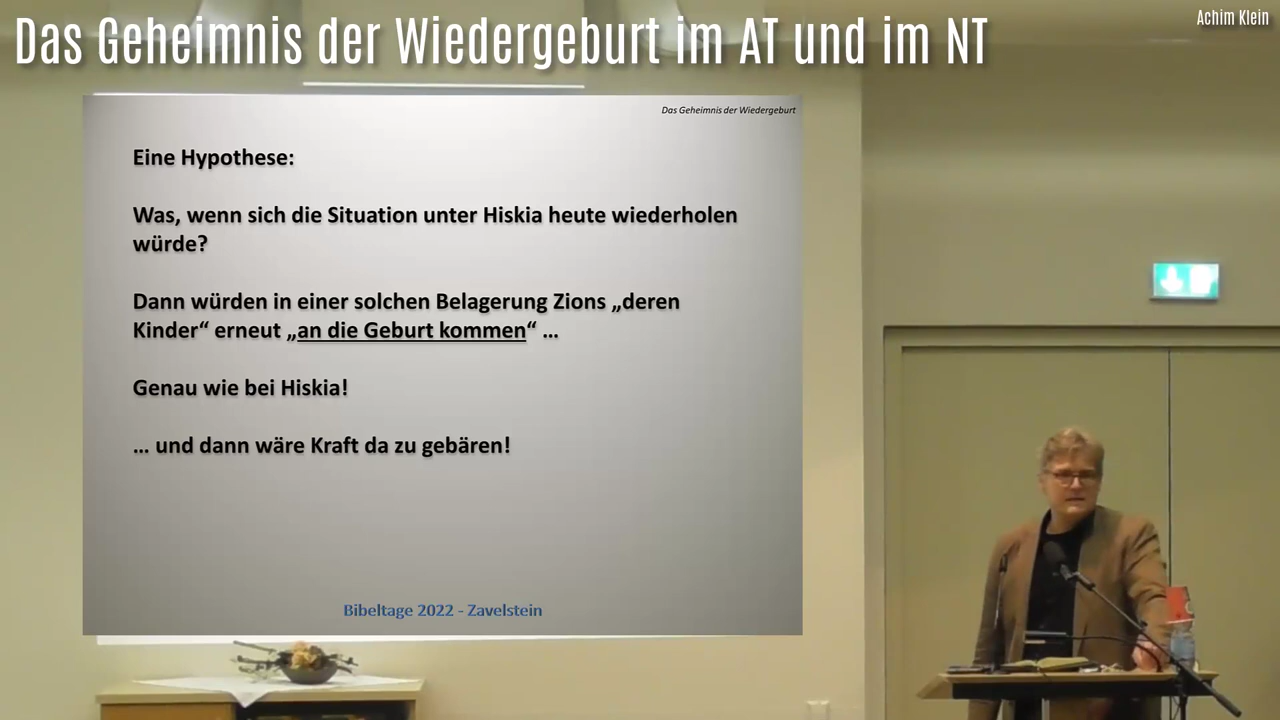 Das Geheimnis der Wiedergeburt im AT und im NT
Achim Klein
Das Geheimnis der Wiedergeburt
Eine Hypothese:
Was, wenn sich die Situation unter Hiskia heute wiederholen
würde?
Dann würden in einer solchen Belagerung Zions „deren
Kinder“ erneut „an die Geburt kommen“ ...
Genau wie bei Hiskia!
... und dann wäre Kraft da zu gebären!
Bibeltage 2022 - Zavelstein